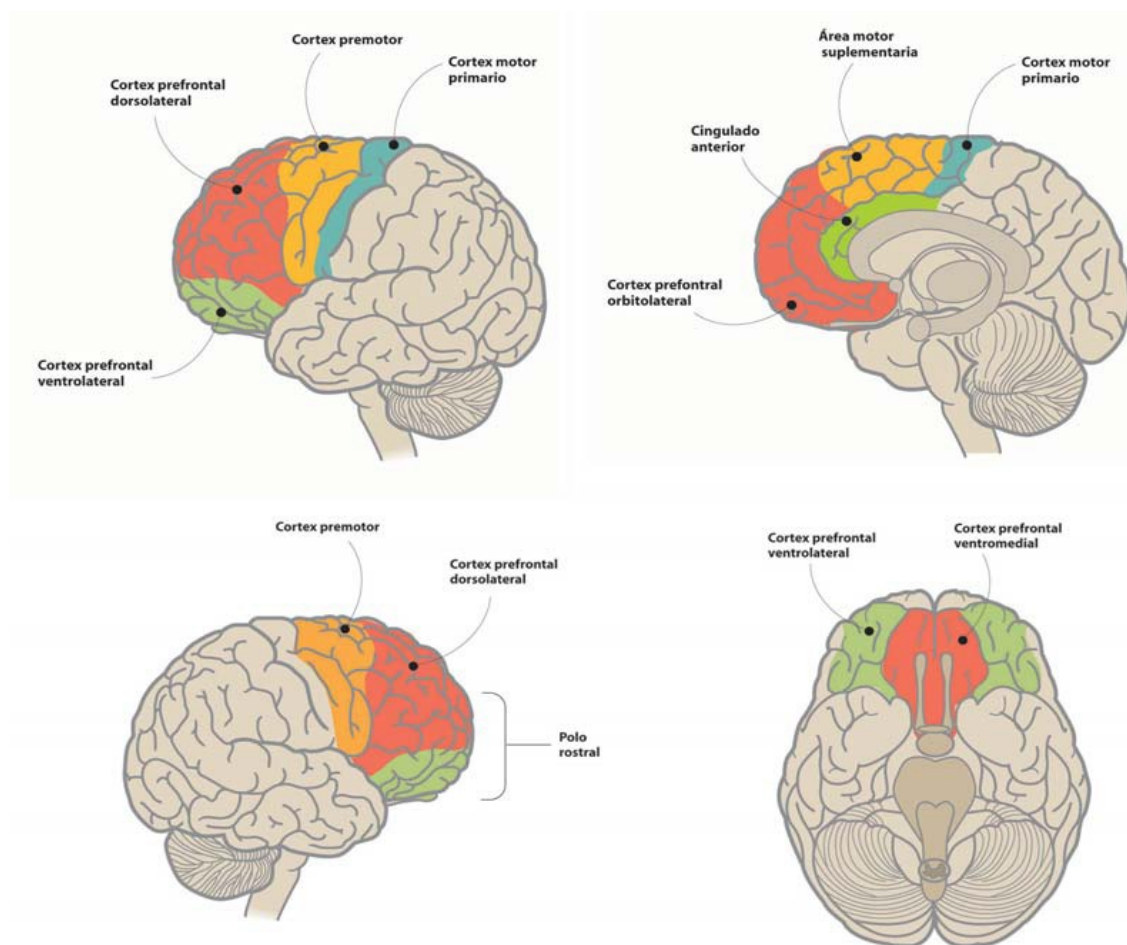 Cortex premotor
Cortex motor
primario
Cortex prefrontal
dorsolateral
Cortex prefrontal
ventrolateral
Área motor
suplementaria
Cortex motor
primario
Cingulado
anterior
Cortex prefontral
orbitolateral
Cortex premotor
Cortex prefrontal
dorsolateral
Polo
rostral
Cortex prefrontal
ventrolateral
Cortex prefrontal
ventromedial